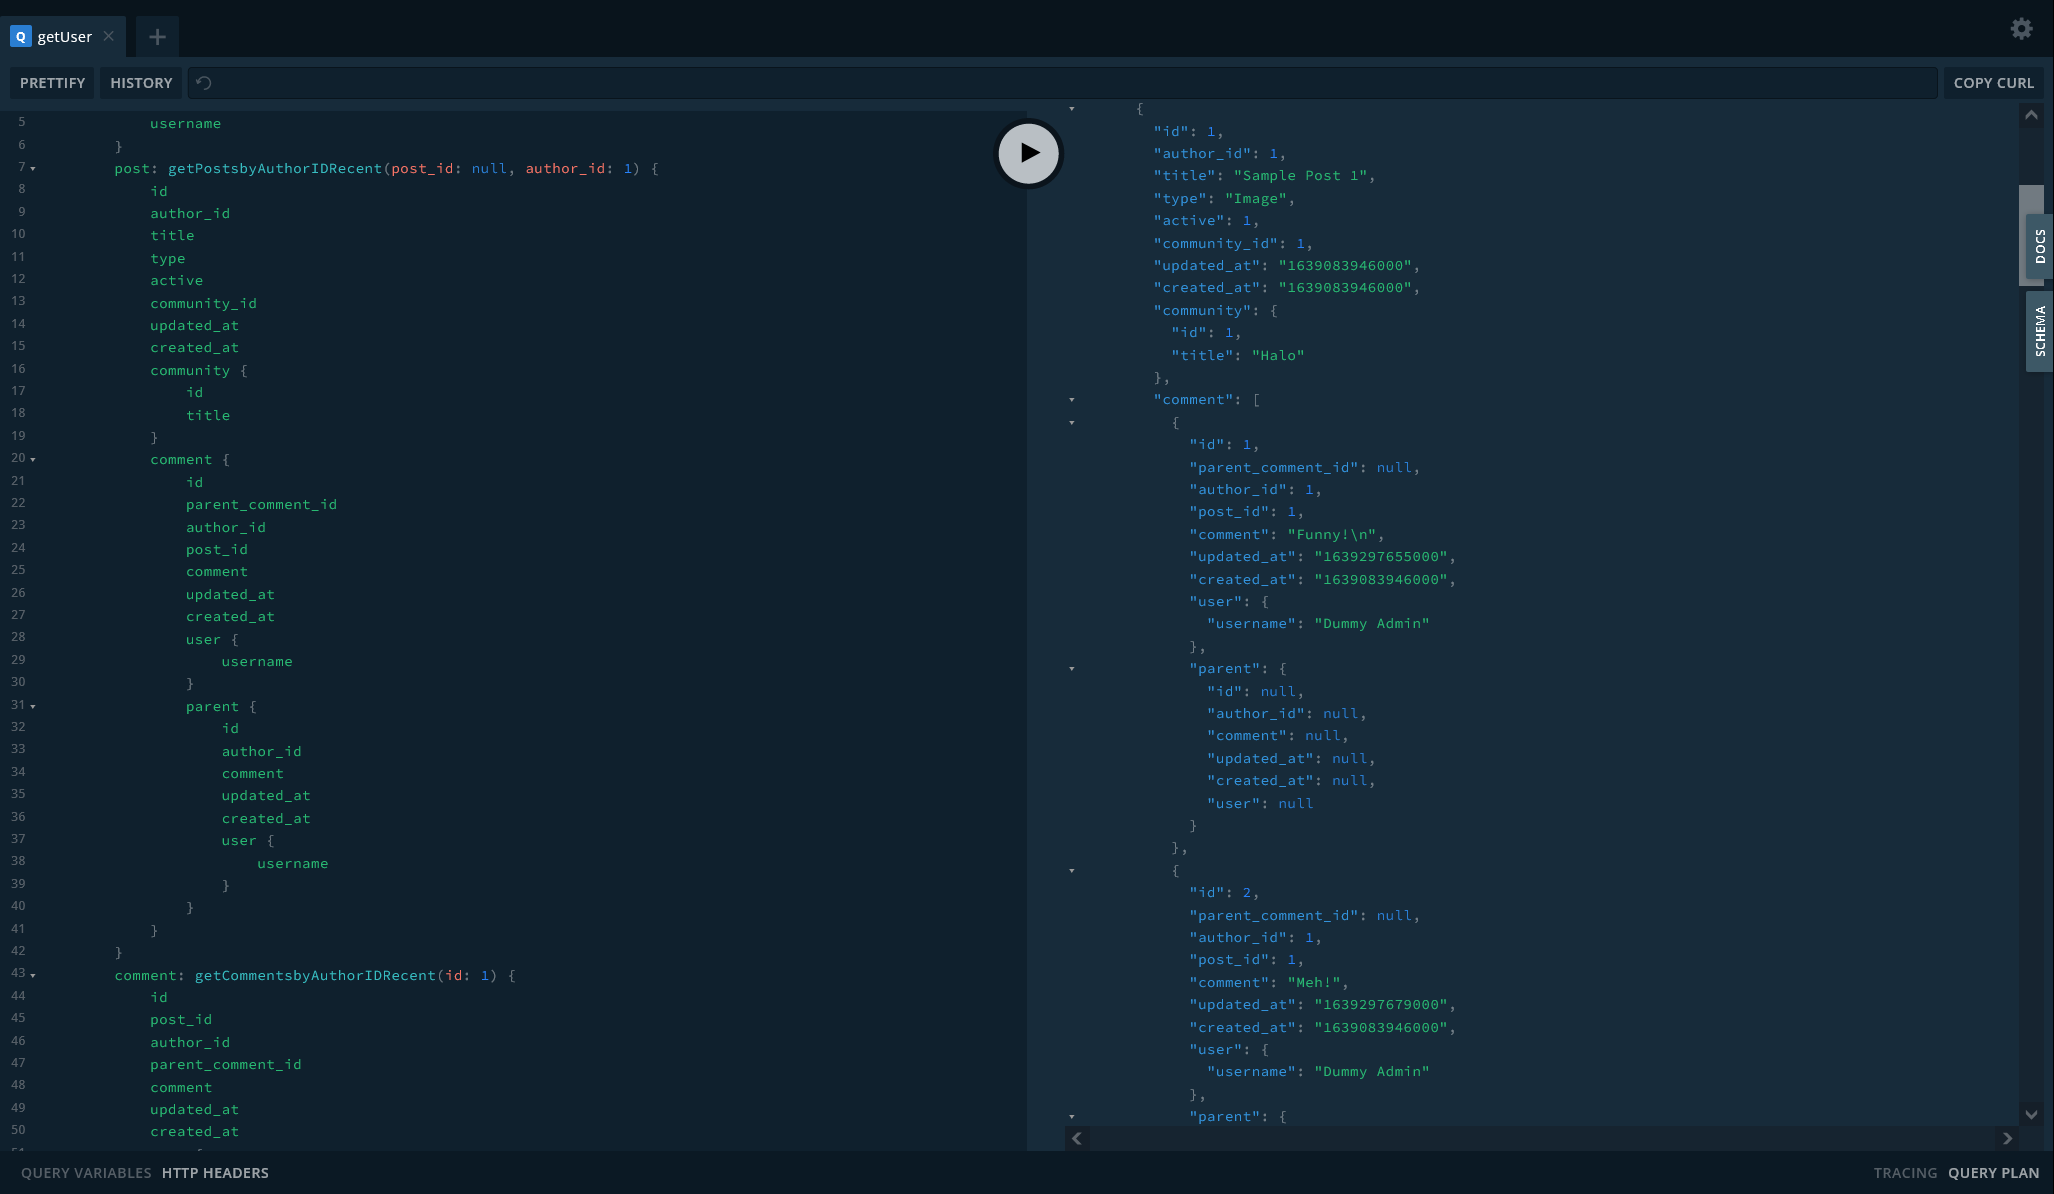 Q getUser × +
PRETTIFY HISTORY COPY CURL
5 username
6 }
7 post: getPostsbyAuthorIDRecent(post_id: null, author_id: 1) {
8 id
9 author_id
10 title
11 type
12 active
13 community_id
14 updated_at
15 created_at
16 community {
17 id
18 title
19 }
20 comment {
21 id
22 parent_comment_id
23 author_id
24 post_id
25 comment
26 updated_at
27 created_at
28 user {
29 username
30 }
31 parent {
32 id
33 author_id
34 comment
35 updated_at
36 created_at
37 user {
38 username
39 }
40 }
41 }
42 }
43 comment: getCommentsbyAuthorIDRecent(id: 1) {
44 id
45 post_id
46 author_id
47 parent_comment_id
48 comment
49 updated_at
50 created_at
{
"id": 1,
"author_id": 1,
"title": "Sample Post 1",
"type": "Image",
"active": 1,
"community_id": 1,
"updated_at": "1639083946000",
"created_at": "1639083946000",
"community": {
"id": 1,
"title": "Halo"
},
"comment": [
{
"id": 1,
"parent_comment_id": null,
"author_id": 1,
"post_id": 1,
"comment": "Funny!\n",
"updated_at": "1639297655000",
"created_at": "1639083946000",
"user": {
"username": "Dummy Admin"
},
"parent": {
"id": null,
"author_id": null,
"comment": null,
"updated_at": null,
"created_at": null,
"user": null
}
},
{
"id": 2,
"parent_comment_id": null,
"author_id": 1,
"post_id": 1,
"comment": "Meh!",
"updated_at": "1639297679000",
"created_at": "1639083946000",
"user": {
"username": "Dummy Admin"
},
"parent": {
DOCS
SCHEMA
QUERY VARIABLES HTTP HEADERS TRACING QUERY PLAN